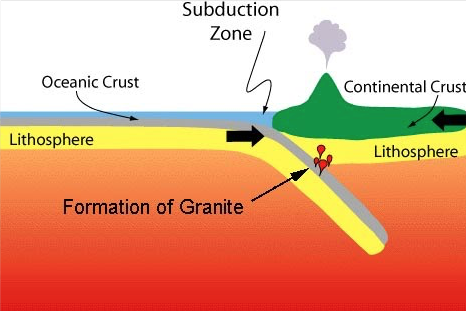 Subduction
Zone
Oceanic Crust
Continental Crust
Lithosphere
Lithosphere
Formation of Granite